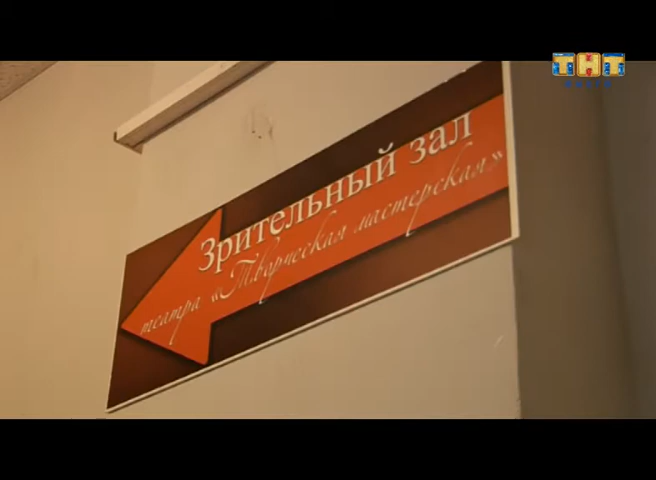 ТНТ
Зрительный зал
театра «Творческая мастерская»